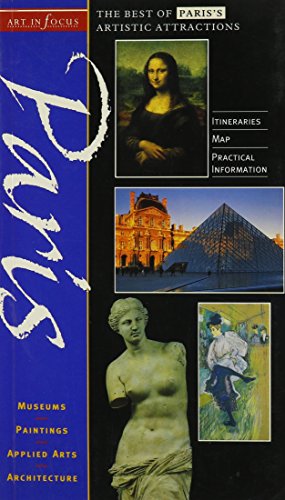 ART IN FOCUS
THE BEST OF PARIS'S
ARTISTIC ATTRACTIONS
Paris
ITINERARIES
MAP
PRACTICAL
INFORMATION
MUSEUMS
PAINTINGS
APPLIED ARTS
ARCHITECTURE